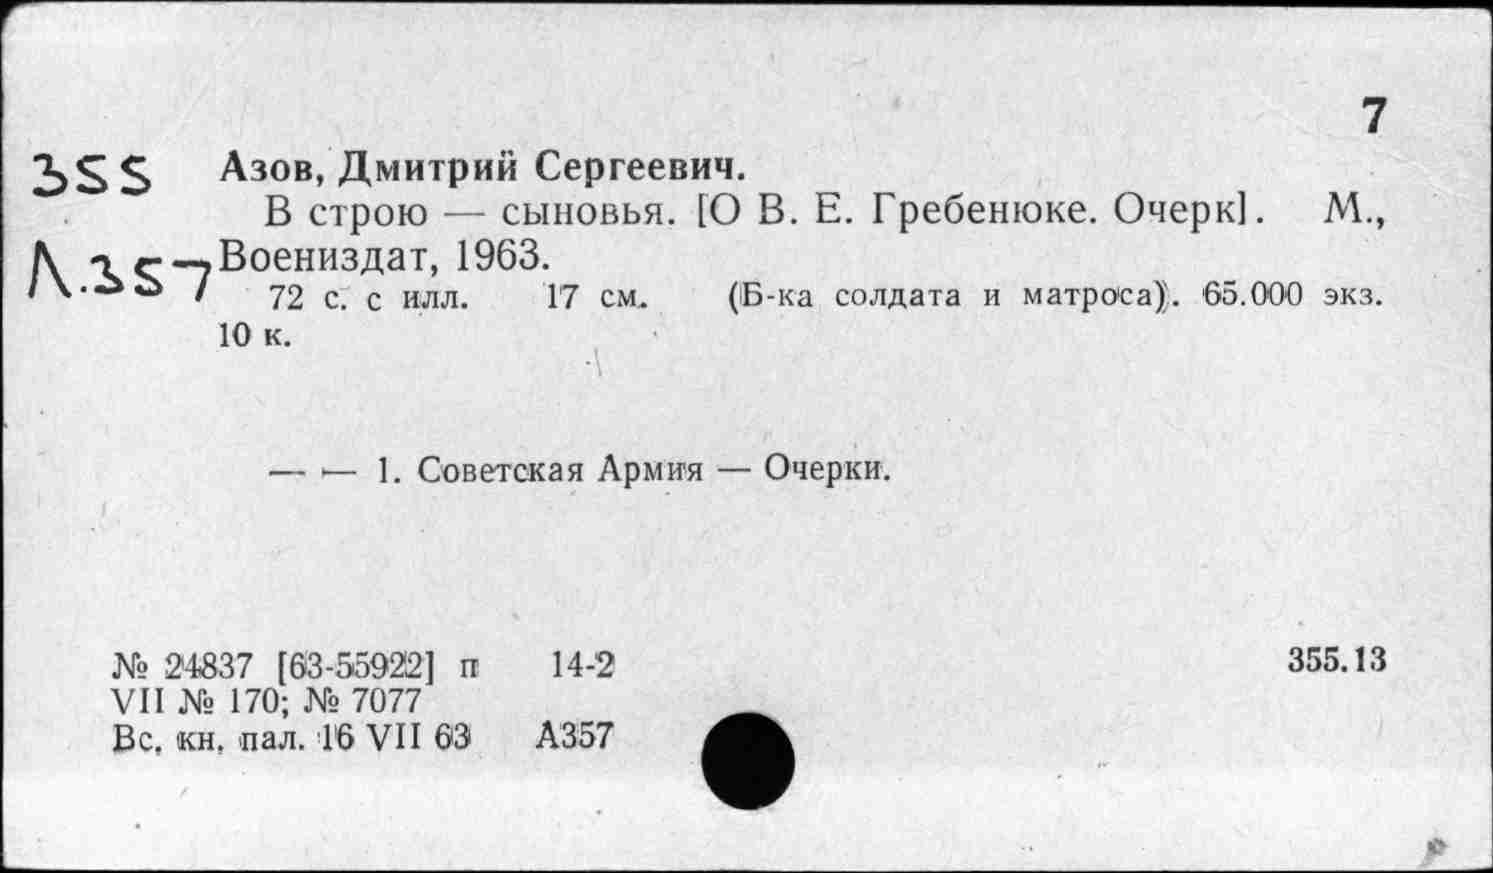 7
355 Азов, Дмитрий Сергеевич.
В строю — сыновья. [О В. Е. Гребенюке. Очерк]. М.,
Λ.357 Воениздат, 1963.
72 с. с илл. 17 см. (Б-ка солдата и матроса). 65.000 экз.
10 к.
— — 1. Советская Армия — Очерки.
№ 24837 [63-55922] п 14-2 355.13
VII № 170; № 7077
Вс. кн. пал. 16 VII 63 А357